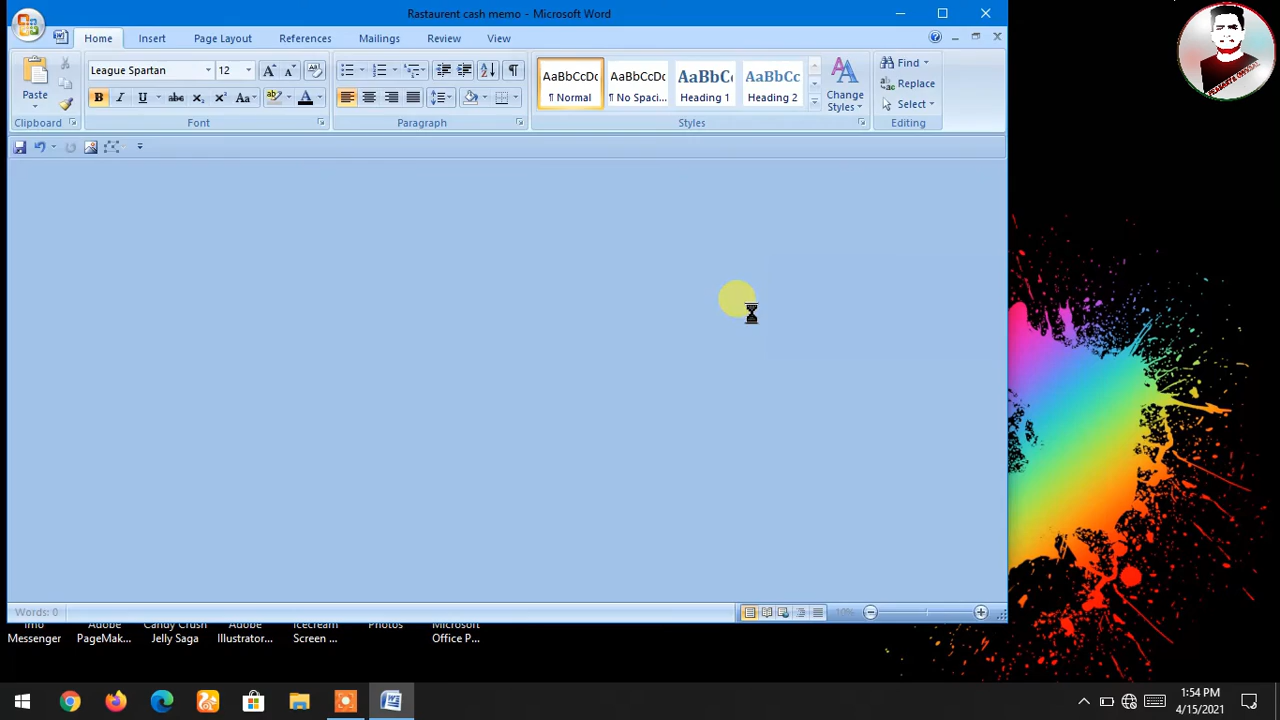 Rastaurent cash memo - Microsoft Word
Home Insert Page Layout References Mailings Review View
League Spartan 12 AaBbCcDc AaBbCcDc AaBbCc AaBbCc Find
Paste ¶ Normal ¶ No Spaci... Heading 1 Heading 2 Change Styles Replace
Select
Clipboard Font Paragraph Styles Editing
Words: 0 10%
Imo Messenger
Adobe PageMak...
Candy Crush Jelly Saga
Adobe Illustrator...
Icecream Screen ...
Photos
Microsoft Office P...
1:54 PM
4/15/2021